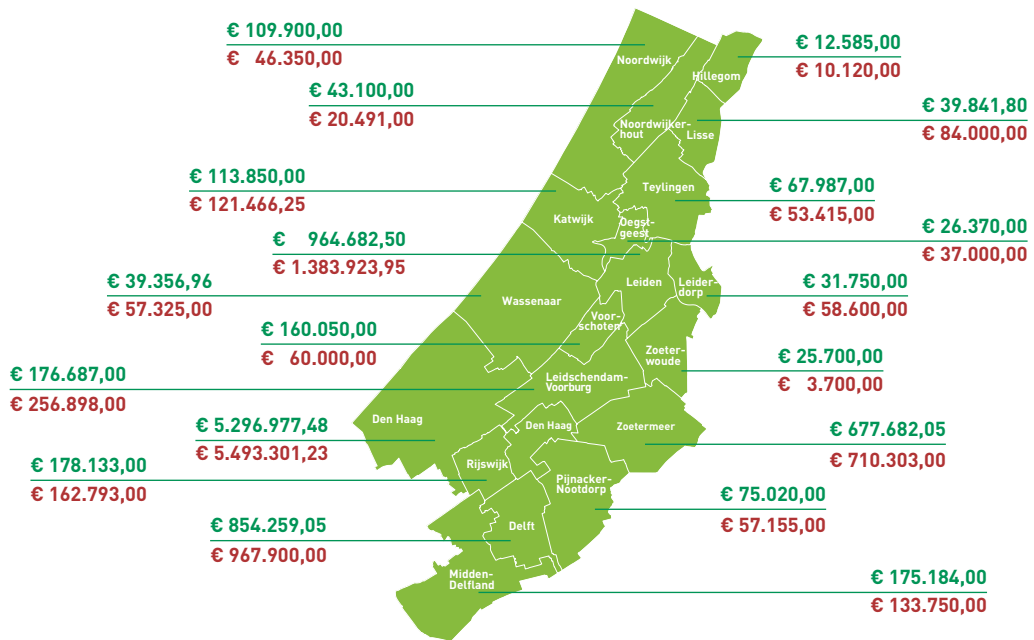 € 109.900,00
€ 46.350,00
€ 12.585,00
€ 10.120,00
€ 43.100,00
€ 20.491,00
€ 39.841,80
€ 84.000,00
€ 113.850,00
€ 121.466,25
€ 67.987,00
€ 53.415,00
€ 964.682,50
€ 1.383.923,95
€ 26.370,00
€ 37.000,00
€ 39.356,96
€ 57.325,00
€ 31.750,00
€ 58.600,00
€ 160.050,00
€ 60.000,00
€ 25.700,00
€ 3.700,00
€ 176.687,00
€ 256.898,00
€ 5.296.977,48
€ 5.493.301,23
€ 677.682,05
€ 710.303,00
€ 178.133,00
€ 162.793,00
€ 75.020,00
€ 57.155,00
€ 854.259,05
€ 967.900,00
€ 175.184,00
€ 133.750,00
Noordwijk
Hillegom
Noordwijker-
hout
Lisse
Teylingen
Katwijk
Oegst-
geest
Leiden
Leider-
dorp
Wassenaar
Voor-
schoten
Zoeter-
woude
Leidschendam-
Voorburg
Den Haag
Den Haag
Zoetermeer
Rijswijk
Pijnacker-
Nootdorp
Delft
Midden-
Delfland